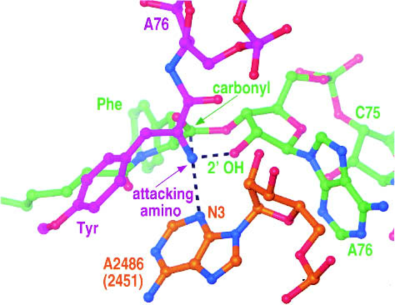 A76
carbonyl
Phe
C75
2' OH
attacking
amino
Tyr
N3
A76
A2486
(2451)